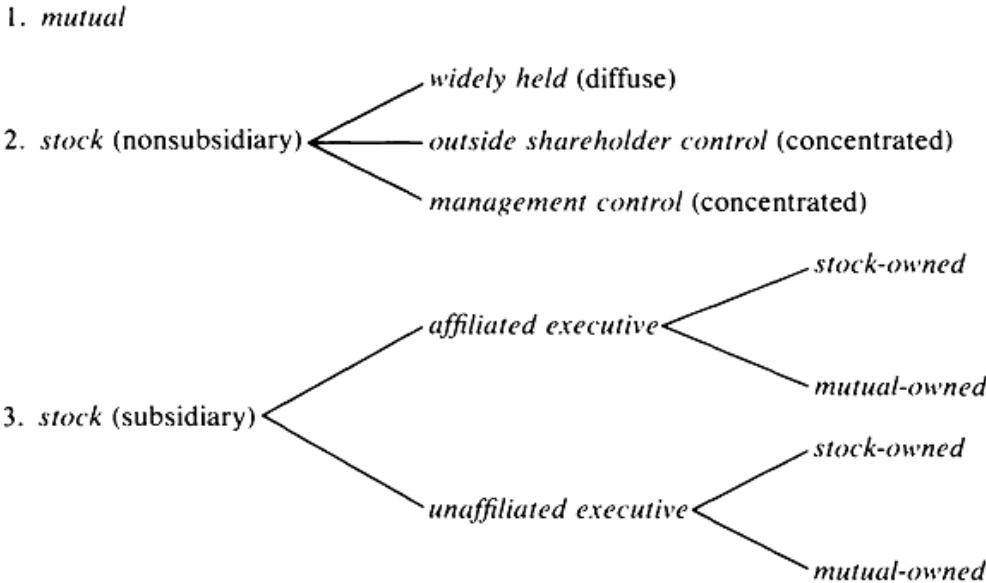 1. mutual
widely held (diffuse)
2. stock (nonsubsidiary)
outside shareholder control (concentrated)
management control (concentrated)
stock-owned
affiliated executive
mutual-owned
3. stock (subsidiary)
stock-owned
unaffiliated executive
mutual-owned